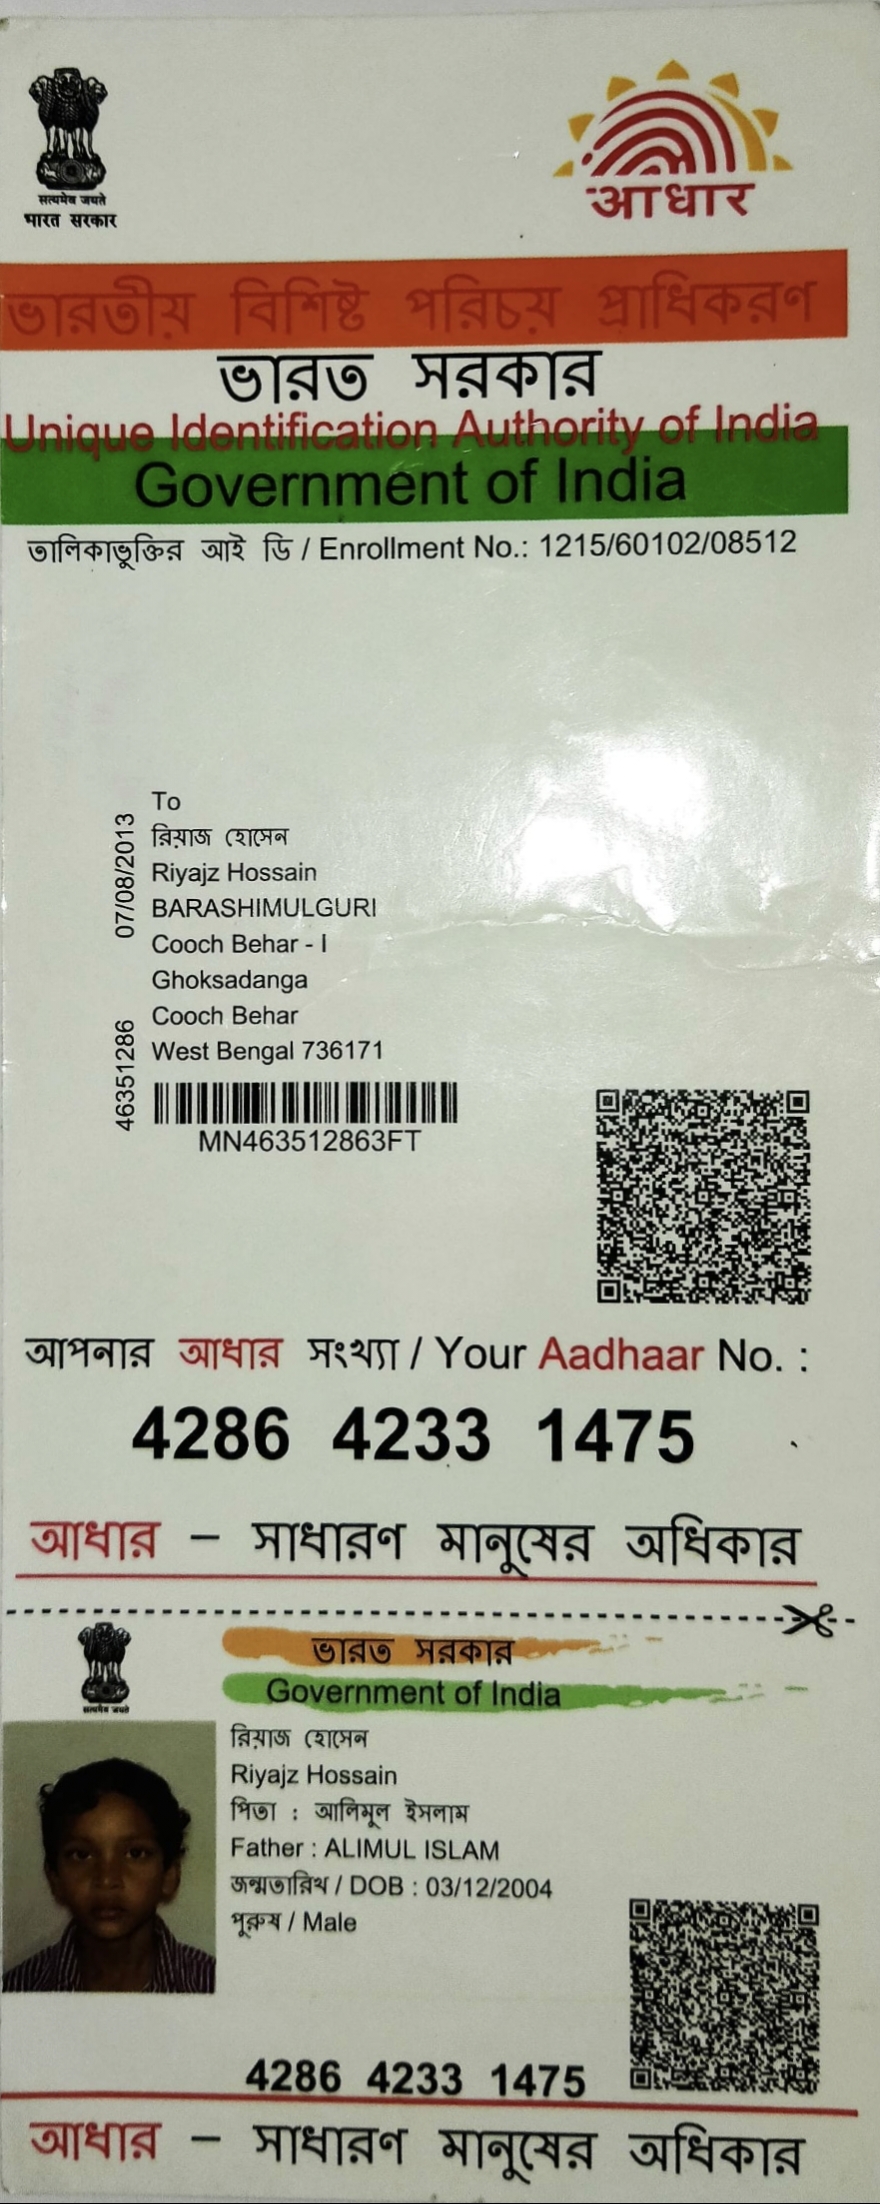 सत्यमेव जयते
भारत सरकार
आधार
ভারতীয় বিশিষ্ট পরিচয় প্রাধিকরণ
ভারত সরকার
Unique Identification Authority of India
Government of India
তালিকাভুক্তির আই ডি / Enrollment No.: 1215/60102/08512
07/08/2013
46351286
To
রিয়াজ হোসেন
Riyajz Hossain
BARASHIMULGURI
Cooch Behar - I
Ghoksadanga
Cooch Behar
West Bengal 736171
MN463512863FT
আপনার আধার সংখ্যা / Your Aadhaar No. :
4286 4233 1475
আধার – সাধারণ মানুষের অধিকার
सत्यमेव जयते
ভারত সরকার
Government of India
রিয়াজ হোসেন
Riyajz Hossain
পিতা : আলিমুল ইসলাম
Father : ALIMUL ISLAM
জন্মতারিখ / DOB : 03/12/2004
পুরুষ / Male
4286 4233 1475
আধার – সাধারণ মানুষের অধিকার